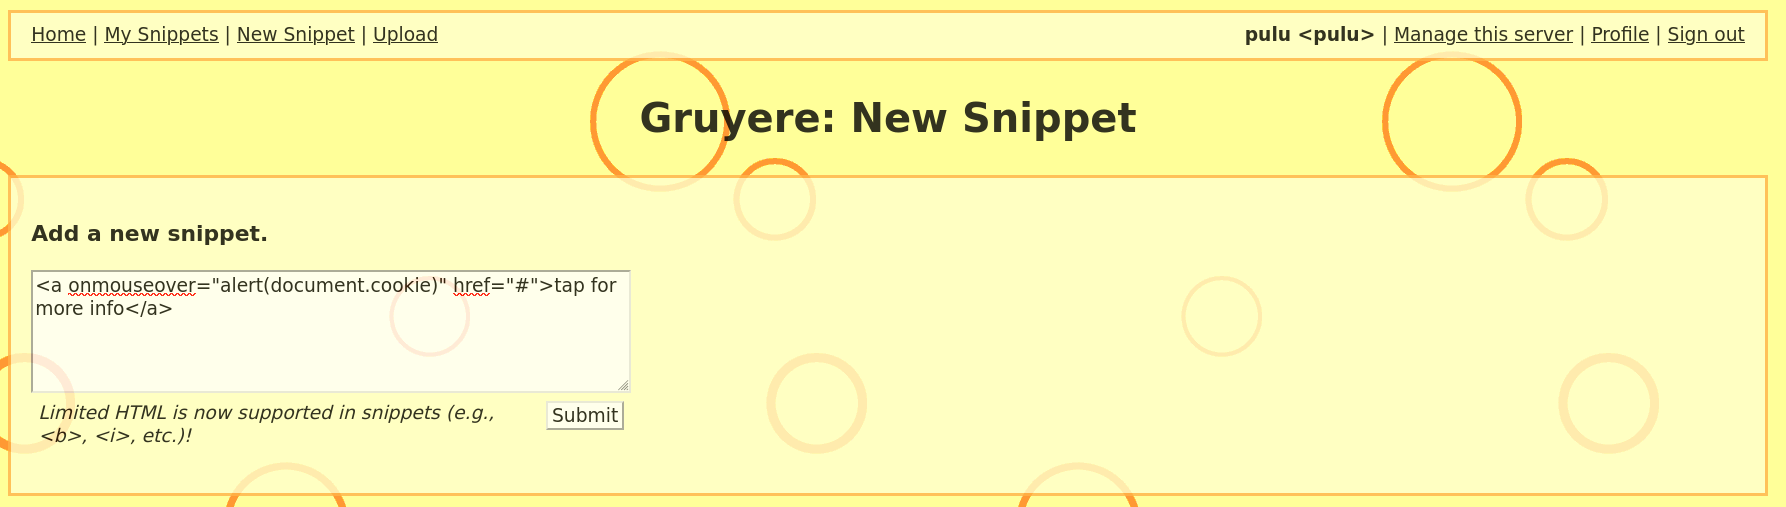 Home | My Snippets | New Snippet | Upload
pulu <pulu> | Manage this server | Profile | Sign out
Gruyere: New Snippet
Add a new snippet.
<a onmouseover="alert(document.cookie)" href="#">tap for
more info</a>
Limited HTML is now supported in snippets (e.g.,
<b>, <i>, etc.)!
Submit